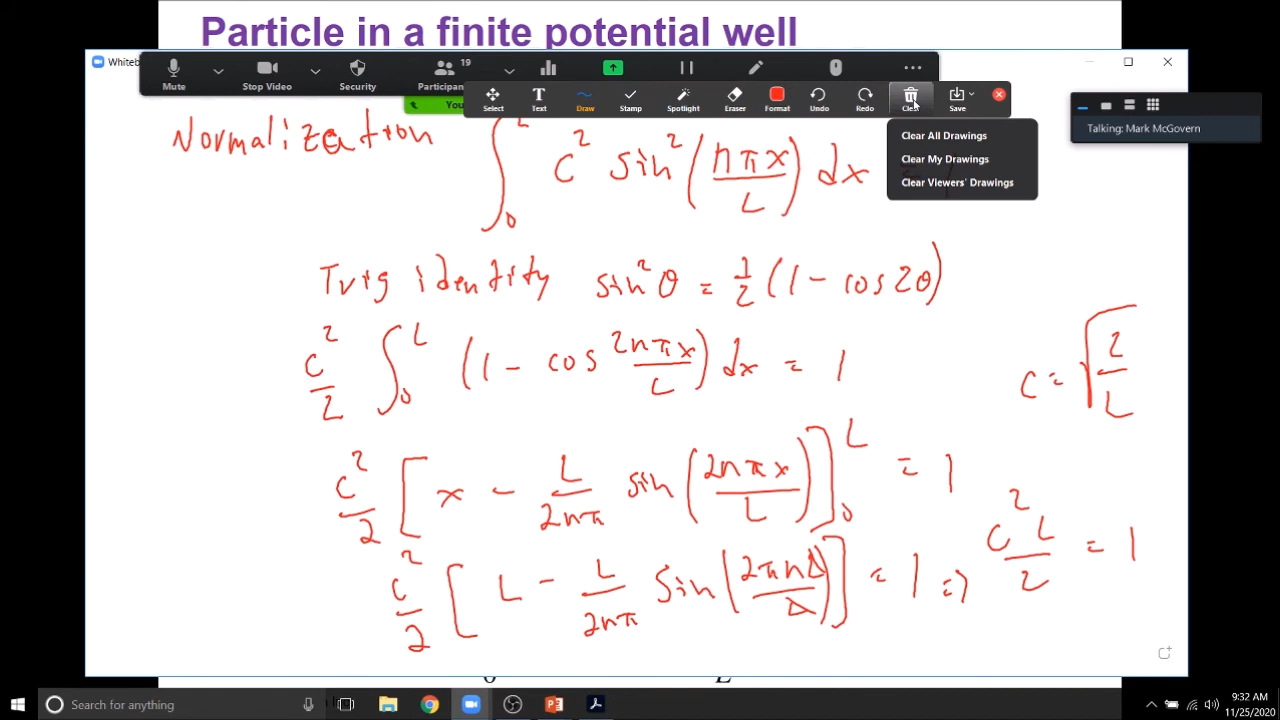 Particle in a finite potential well
Whiteb
19
Mute Stop Video Security Participan
You
Select Text Draw Stamp Spotlight Eraser Format Undo Redo Clear Save
Clear All Drawings
Clear My Drawings
Clear Viewers' Drawings
Talking: Mark McGovern
Normalization ∫₀ᴸ C² sin² (nπx/L) dx
Trig identity sin²θ = 1/2 (1 - cos 2θ)
C²/2 ∫₀ᴸ (1 - cos 2nπx/L) dx = 1
C = √(2/L)
C²/2 [x - L/2nπ sin (2nπx/L)]₀ᴸ = 1
C²/2 [L - L/2nπ sin (2πnL/L)] = 1 ⇒ C²L/2 = 1
Search for anything
9:32 AM
11/25/2020